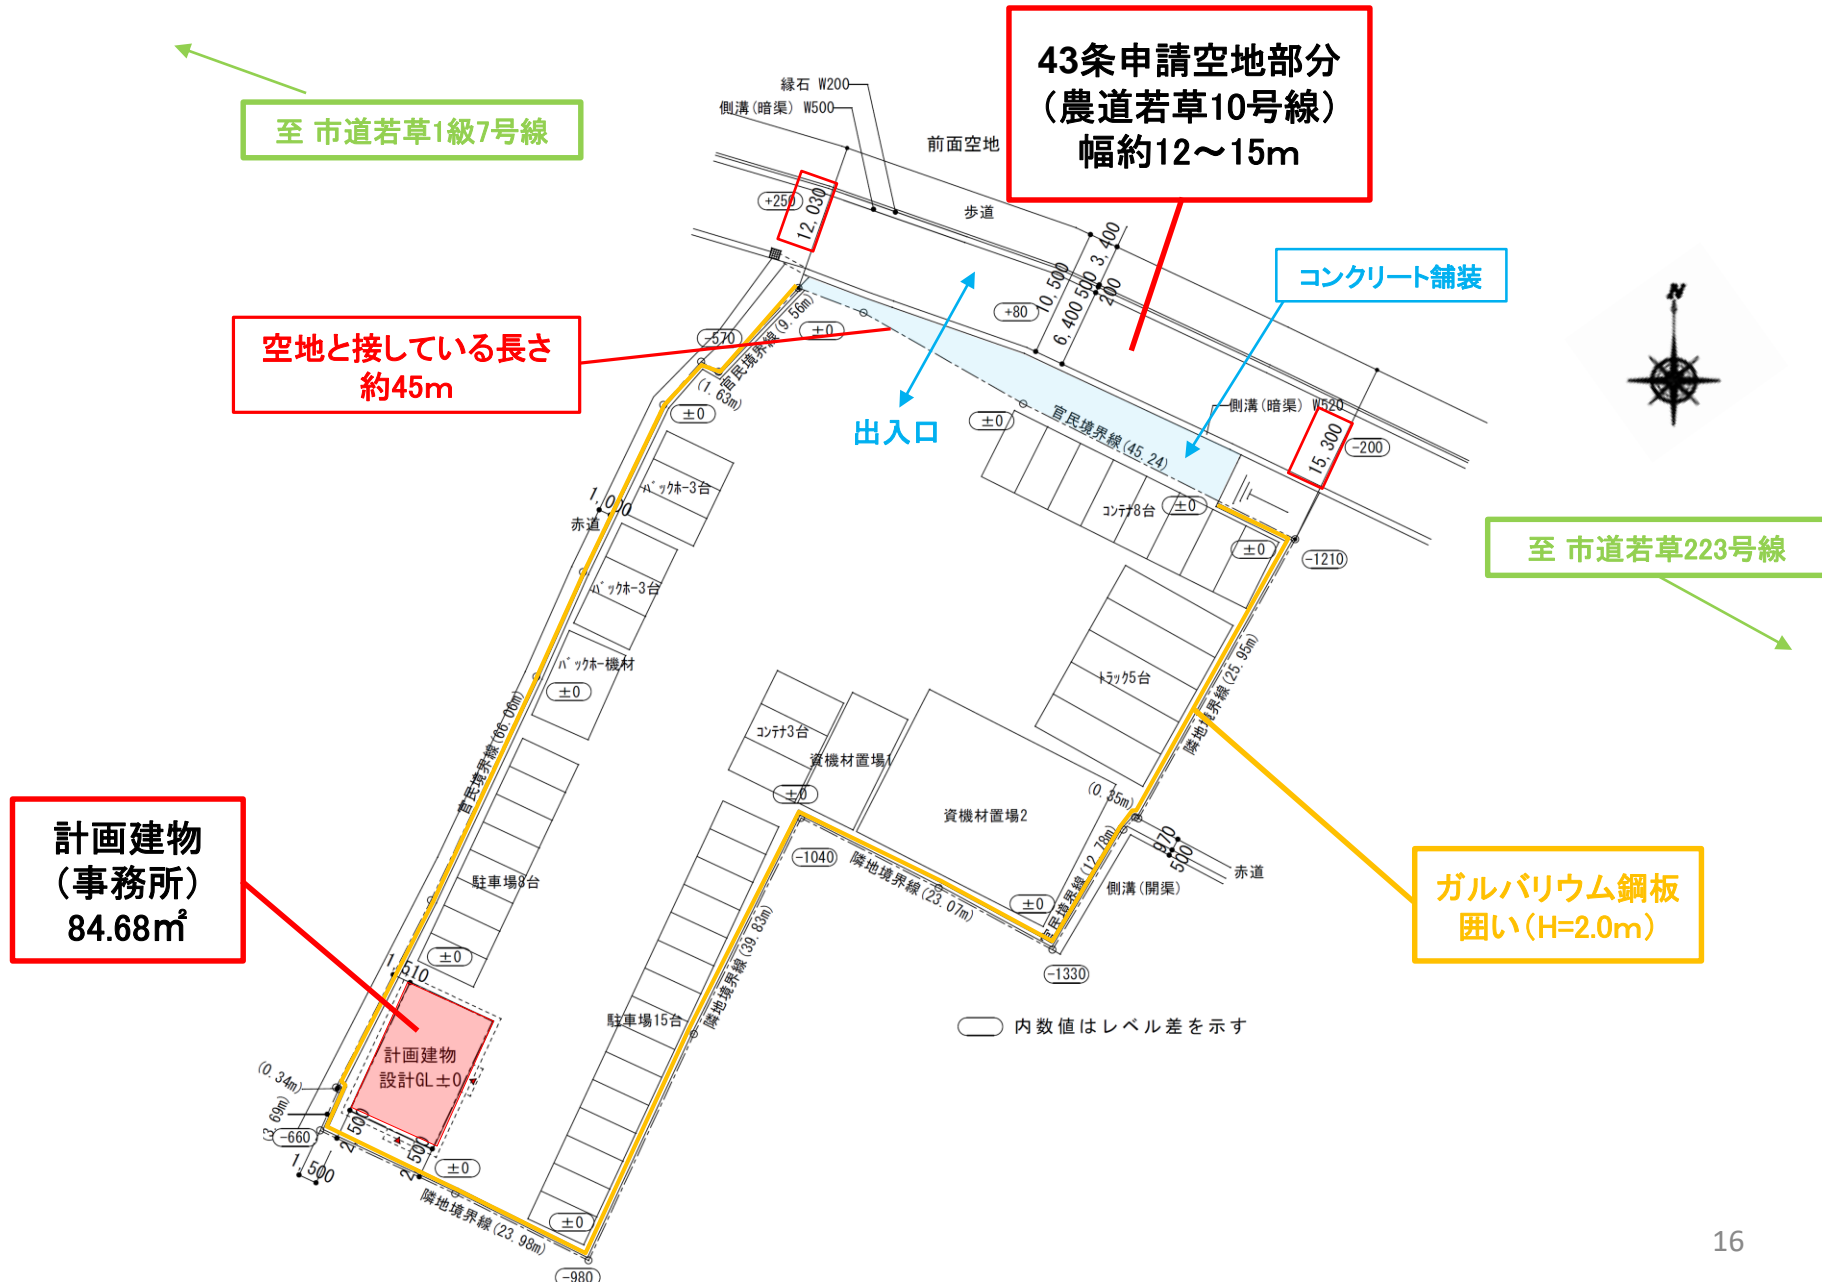 43条申請空地部分
（農道若草10号線）
幅約12～15m
至 市道若草1級7号線
縁石 W200
側溝(暗渠) W500
前面空地
歩道
+250
12,030
3,400
10,500
500
200
6,400
+80
コンクリート舗装
N
空地と接している長さ
約45m
-570
官民境界線(9.56m)
±0
(1.63m)
±0
出入口
±0
官民境界線(45.24)
側溝(暗渠) W520
15,300
-200
バックホー3台
1,000
赤道
コンテナ8台
±0
±0
-1210
至 市道若草223号線
バックホー3台
バックホー機材
±0
トラック5台
隣地境界線(25.95m)
官民境界線(66.06m)
コンテナ3台
資機材置場1
±0
資機材置場2
(0.35m)
970
500
赤道
側溝(開渠)
官民境界線(12.78m)
計画建物
（事務所）
84.68㎡
駐車場8台
-1040
隣地境界線(23.07m)
±0
-1330
ガルバリウム鋼板
囲い（H=2.0m）
±0
1,510
隣地境界線(39.83m)
駐車場15台
内数値はレベル差を示す
計画建物
設計GL±0
(0.34m)
-660
2,500
2,500
1,500
±0
隣地境界線(23.98m)
±0
-980
16